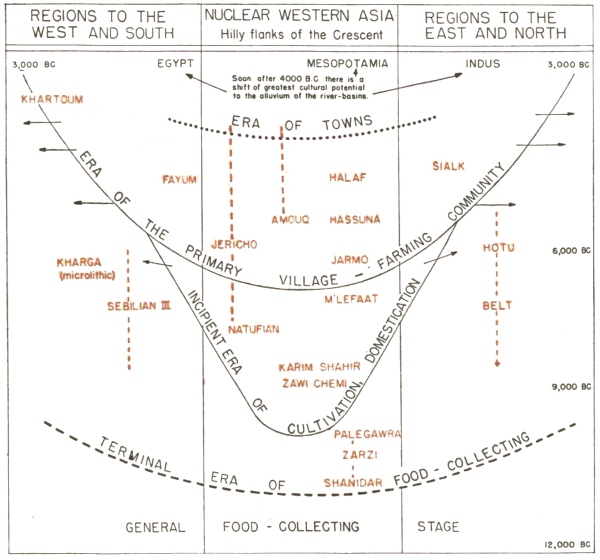 REGIONS TO THE
WEST AND SOUTH
NUCLEAR WESTERN ASIA
Hilly flanks of the Crescent
REGIONS TO THE
EAST AND NORTH
3,000 BC
EGYPT
MESOPOTAMIA
INDUS
3,000 BC
Soon after 4000 B.C. there is a
shift of greatest cultural potential
to the alluvium of the river-basins.
KHARTOUM
ERA OF TOWNS
FAYUM
HALAF
SIALK
AMOUQ
HASSUNA
JERICHO
JARMO
HOTU
6,000 BC
ERA OF THE PRIMARY VILLAGE - FARMING COMMUNITY
KHARGA
(microlithic)
SEBILIAN III
M'LEFAAT
BELT
NATUFIAN
KARIM SHAHIR
ZAWI CHEMI
9,000 BC
INCIPIENT ERA OF CULTIVATION, DOMESTICATION
PALEGAWRA
ZARZI
SHANIDAR
TERMINAL ERA OF FOOD-COLLECTING
GENERAL FOOD-COLLECTING STAGE
12,000 BC